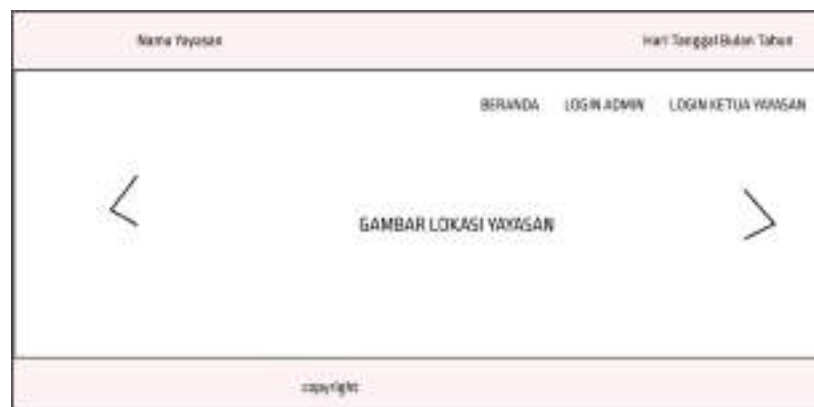 Nama Yayasan
Hari Tanggal Bulan Tahun
BERANDA LOGIN ADMIN LOGIN KETUA YAYASAN
GAMBAR LOKASI YAYASAN
copyright